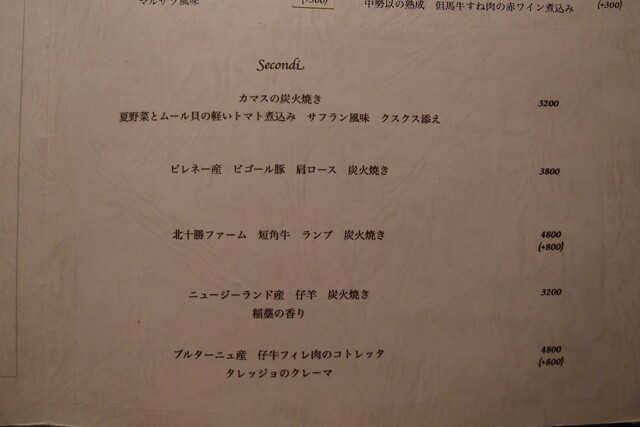 マルサラ風味 (+500)
中勢以の熟成 但馬牛すね肉の赤ワイン煮込み (+300)
Secondi
カマスの炭火焼き 3200
夏野菜とムール貝の軽いトマト煮込み サフラン風味 クスクス添え
ピレネー産 ビゴール豚 肩ロース 炭火焼き 3800
北十勝ファーム 短角牛 ランプ 炭火焼き 4800
(+800)
ニュージーランド産 仔羊 炭火焼き 3200
稲藁の香り
ブルターニュ産 仔牛フィレ肉のコトレッタ 4800
(+800)
タレッジョのクレーマ